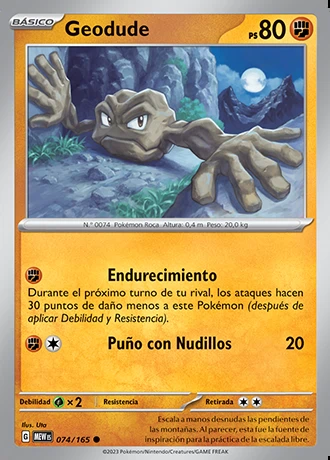 BÁSICO
Geodude
PS 80
N.º 0074 Pokémon Roca Altura: 0,4 m Peso: 20,0 kg
Endurecimiento
Durante el próximo turno de tu rival, los ataques hacen
30 puntos de daño menos a este Pokémon (después de
aplicar Debilidad y Resistencia).
Puño con Nudillos 20
Debilidad ×2 Resistencia Retirada
Ilus. Uta
Escala a manos desnudas las pendientes de
las montañas. Al parecer, esta fue la fuente de
inspiración para la práctica de la escalada libre.
G MEW ES 074/165
©2023 Pokémon/Nintendo/Creatures/GAME FREAK